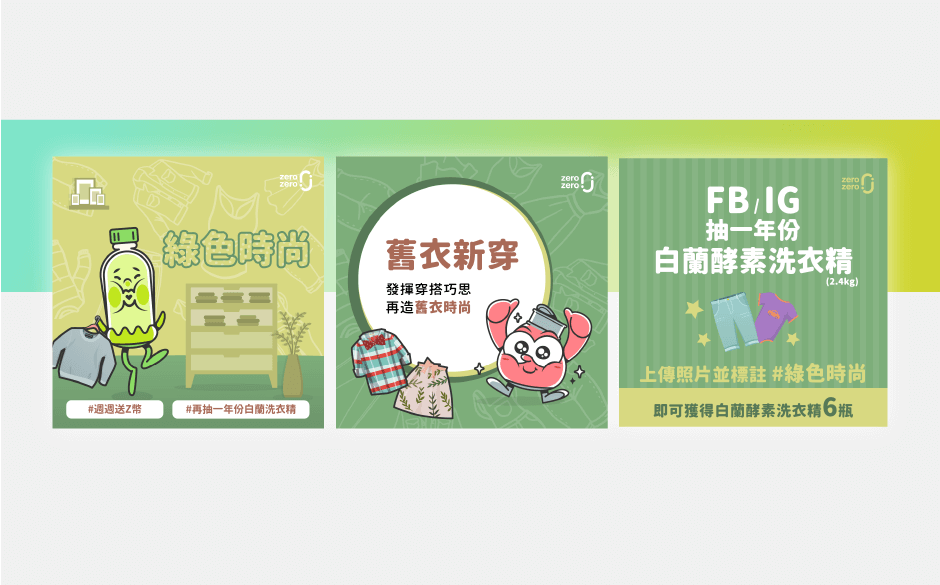 zero
zero
綠色時尚
#週週送Z幣
#再抽一年份白蘭洗衣精
zero
zero
舊衣新穿
發揮穿搭巧思
再造舊衣時尚
zero
zero
FB/IG
抽一年份
白蘭酵素洗衣精
(2.4kg)
上傳照片並標註 #綠色時尚
即可獲得白蘭酵素洗衣精6瓶